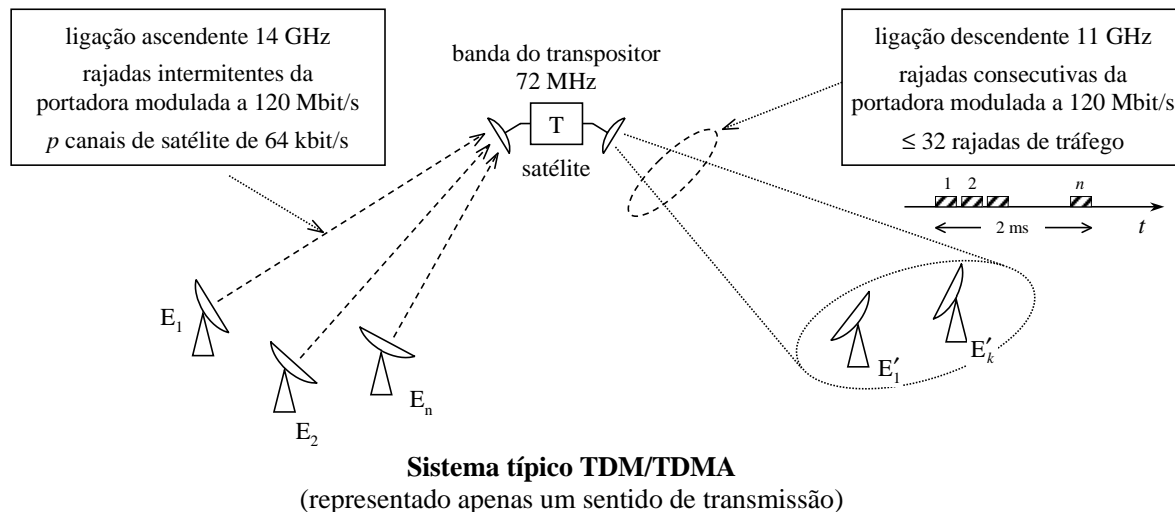 ligação ascendente 14 GHz
rajadas intermitentes da
portadora modulada a 120 Mbit/s
p canais de satélite de 64 kbit/s
banda do transpositor
72 MHz
T
satélite
ligação descendente 11 GHz
rajadas consecutivas da
portadora modulada a 120 Mbit/s
≤ 32 rajadas de tráfego
1 2 n
2 ms t
E1
E2
En
E′1
E′k
Sistema típico TDM/TDMA
(representado apenas um sentido de transmissão)